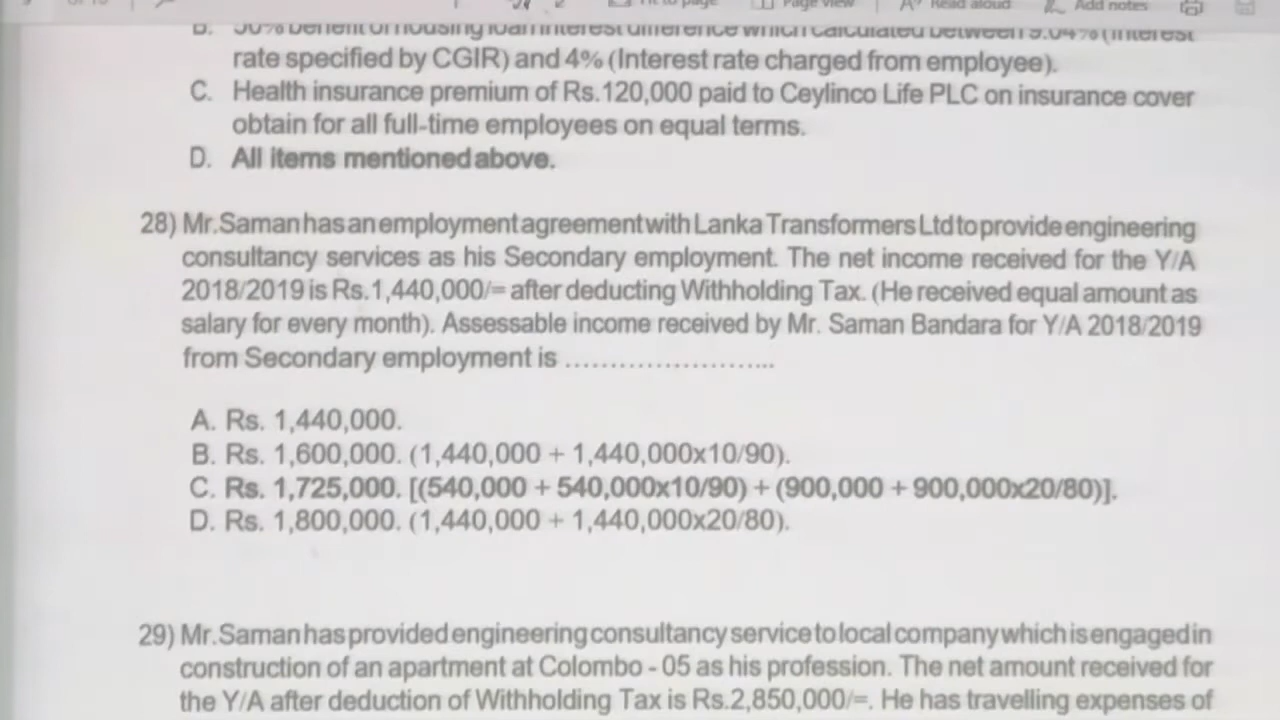 Page view
Read aloud
Add notes
rate specified by CGIR) and 4% (Interest rate charged from employee).
C. Health insurance premium of Rs.120,000 paid to Ceylinco Life PLC on insurance cover
obtain for all full-time employees on equal terms.
D. All items mentioned above.
28) Mr.Saman has an employment agreement with Lanka Transformers Ltd to provide engineering
consultancy services as his Secondary employment. The net income received for the Y/A
2018/2019 is Rs.1,440,000/= after deducting Withholding Tax. (He received equal amount as
salary for every month). Assessable income received by Mr. Saman Bandara for Y/A 2018/2019
from Secondary employment is ........................
A. Rs. 1,440,000.
B. Rs. 1,600,000. (1,440,000 + 1,440,000x10/90).
C. Rs. 1,725,000. [(540,000 + 540,000x10/90) + (900,000 + 900,000x20/80)].
D. Rs. 1,800,000. (1,440,000 + 1,440,000x20/80).
29) Mr.Saman has provided engineering consultancy service to local company which is engaged in
construction of an apartment at Colombo - 05 as his profession. The net amount received for
the Y/A after deduction of Withholding Tax is Rs.2,850,000/=. He has travelling expenses of